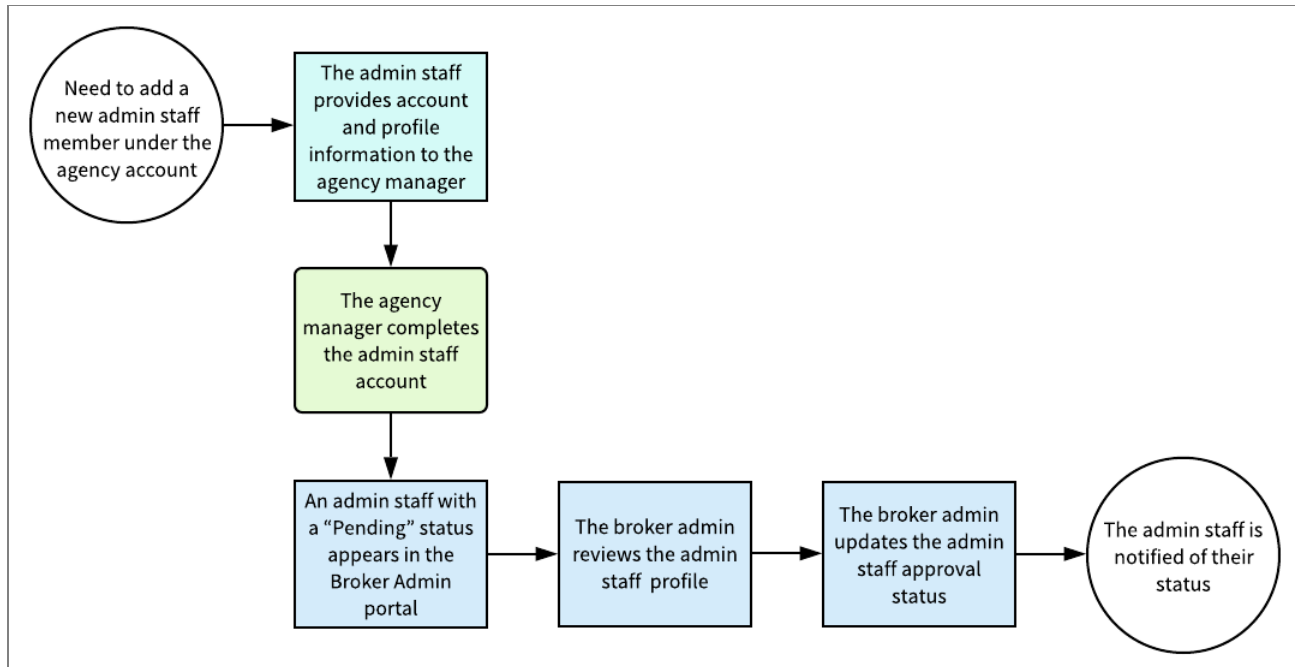 Need to add a
new admin staff
member under the
agency account
The admin staff
provides account
and profile
information to the
agency manager
The agency
manager completes
the admin staff
account
An admin staff with
a “Pending” status
appears in the
Broker Admin
portal
The broker admin
reviews the admin
staff profile
The broker admin
updates the admin
staff approval
status
The admin staff is
notified of their
status